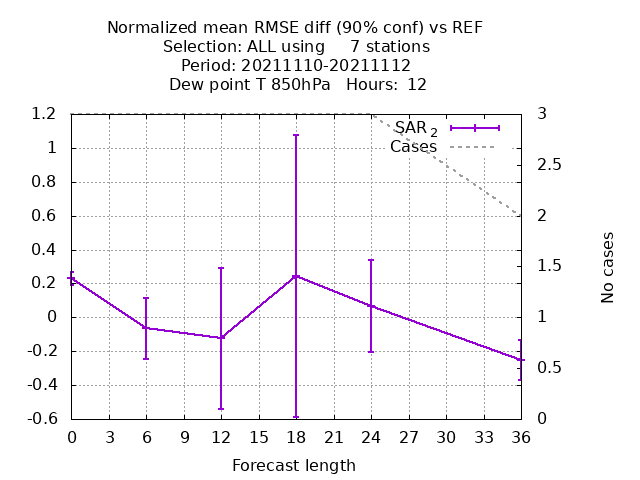 Normalized mean RMSE diff (90% conf) vs REF
Selection: ALL using     7 stations
Period: 20211110-20211112
Dew point T 850hPa   Hours:  12
SAR 2
Cases
1.2
1
0.8
0.6
0.4
0.2
0
-0.2
-0.4
-0.6
3
2.5
2
1.5
1
0.5
0
No cases
0 3 6 9 12 15 18 21 24 27 30 33 36
Forecast length